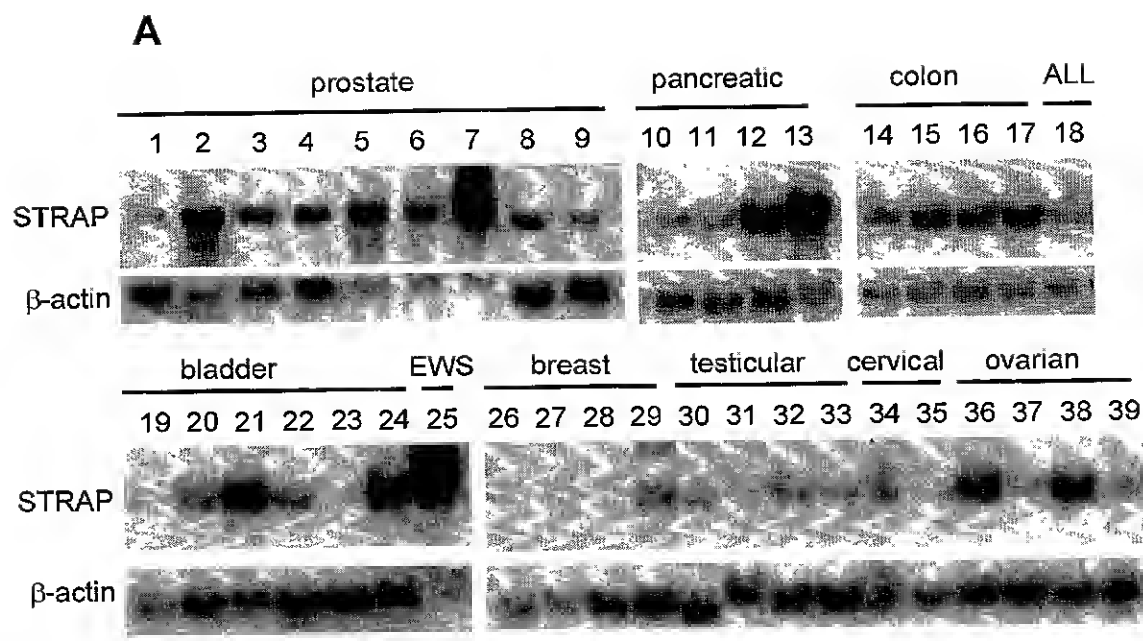 A
prostate pancreatic colon ALL
1 2 3 4 5 6 7 8 9 10 11 12 13 14 15 16 17 18
STRAP
β-actin
bladder EWS breast testicular cervical ovarian
19 20 21 22 23 24 25 26 27 28 29 30 31 32 33 34 35 36 37 38 39
STRAP
β-actin